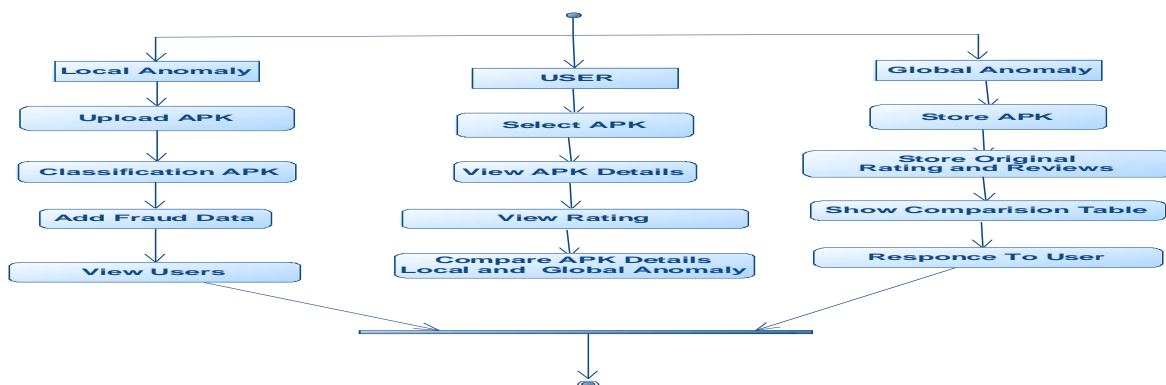 Local Anomaly
Upload APK
Classification APK
Add Fraud Data
View Users
USER
Select APK
View APK Details
View Rating
Compare APK Details
Local and Global Anomaly
Global Anomaly
Store APK
Store Original
Rating and Reviews
Show Comparision Table
Responce To User